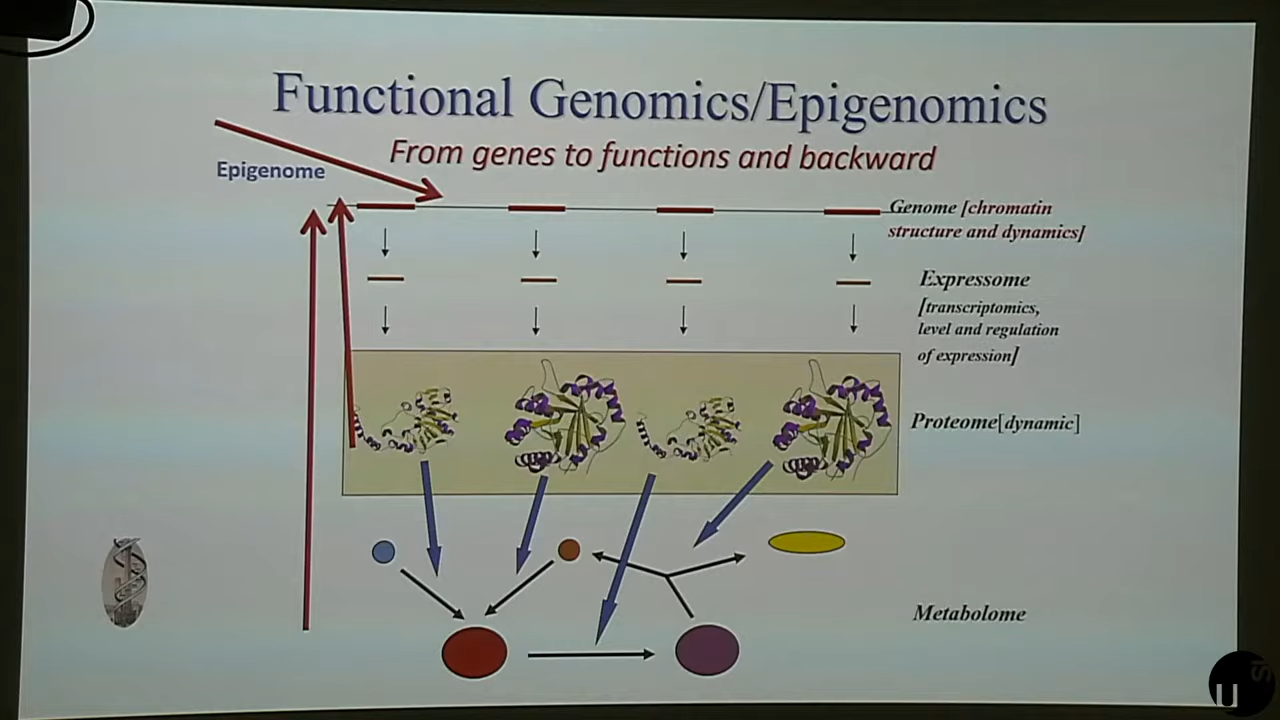 Functional Genomics/Epigenomics
From genes to functions and backward
Epigenome
Genome [chromatin
structure and dynamics]
Expressome
[transcriptomics,
level and regulation
of expression]
Proteome[dynamic]
Metabolome
U